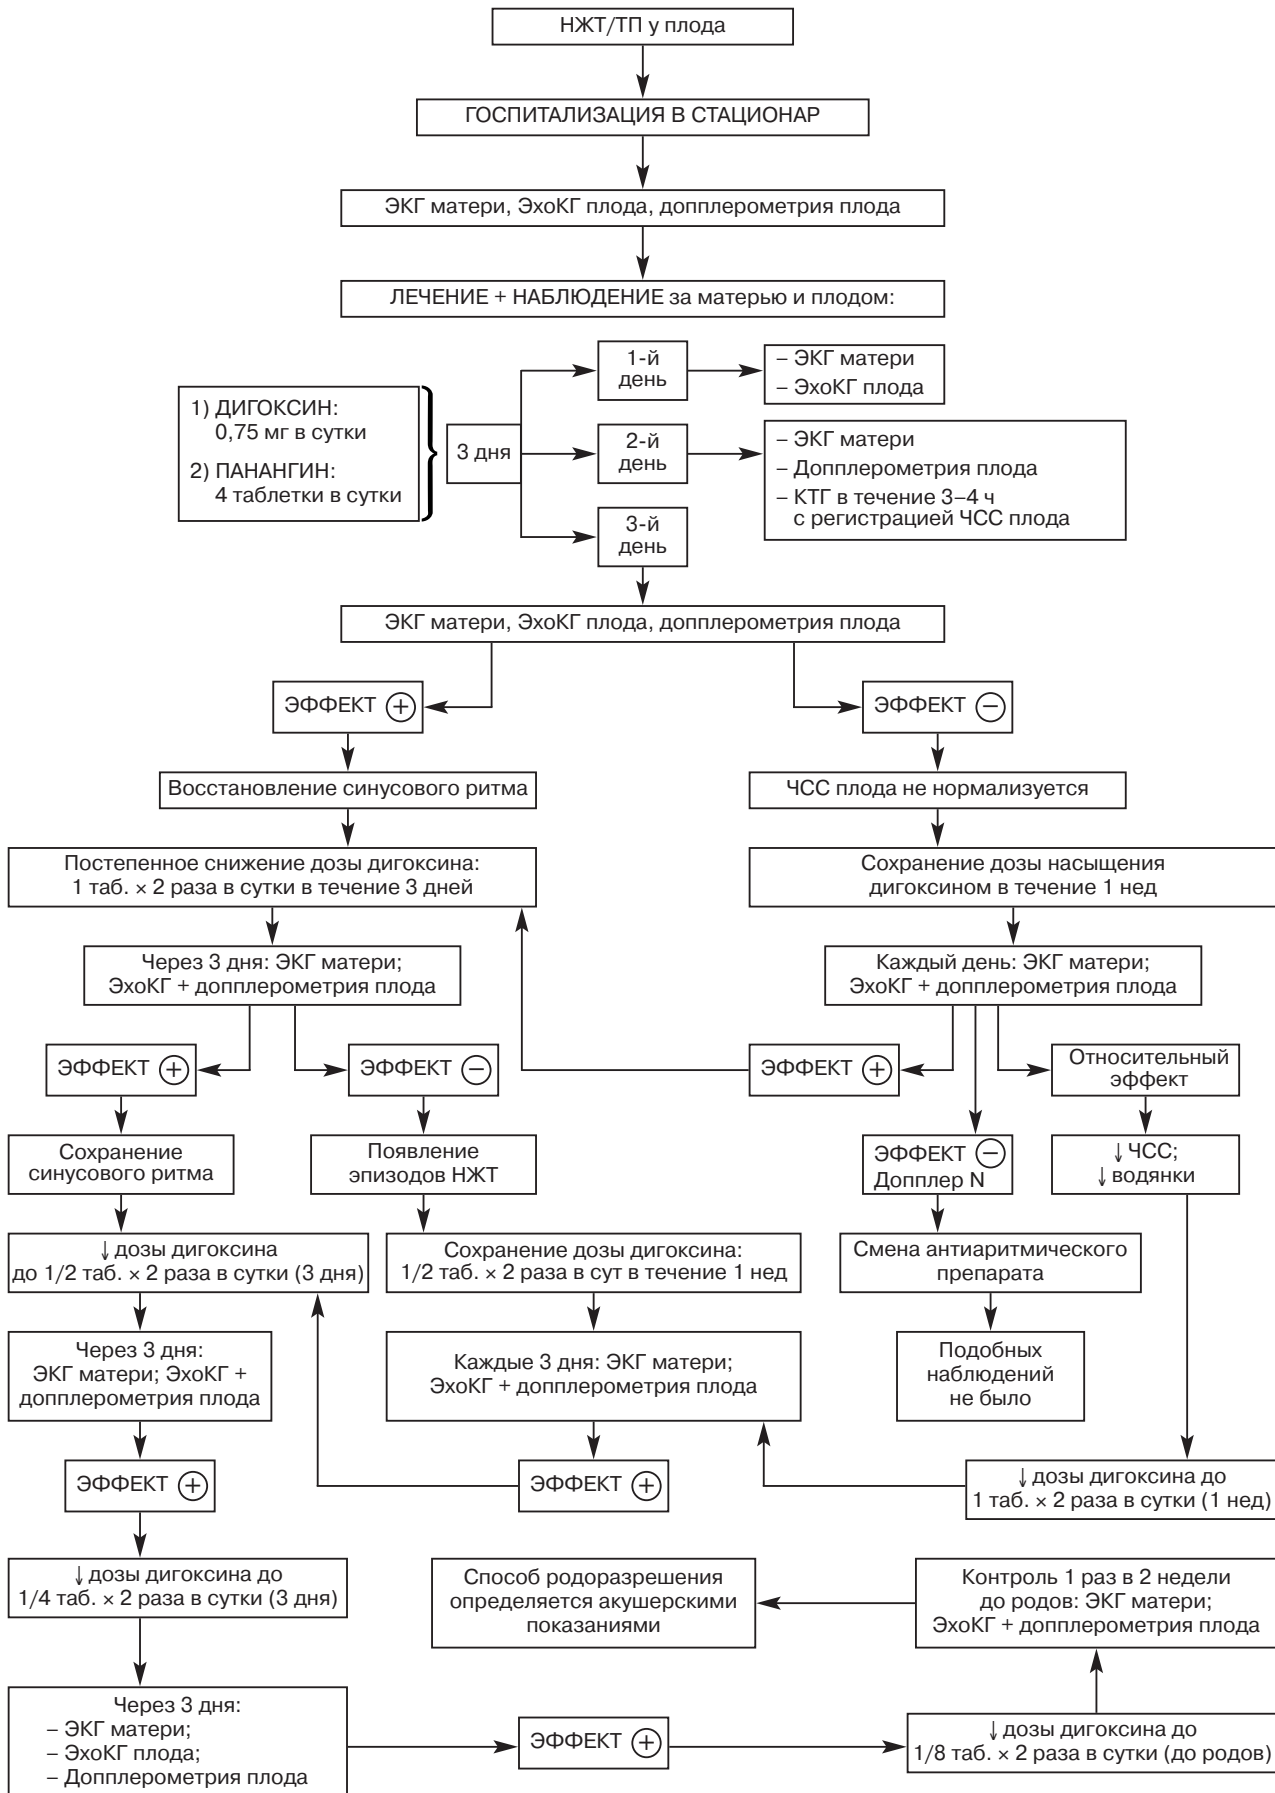 НЖТ/ТП у плода
ГОСПИТАЛИЗАЦИЯ В СТАЦИОНАР
ЭКГ матери, ЭхоКГ плода, допплерометрия плода
ЛЕЧЕНИЕ + НАБЛЮДЕНИЕ за матерью и плодом:
1) ДИГОКСИН:
0,75 мг в сутки
2) ПАНАНГИН:
4 таблетки в сутки
3 дня
1-й
день
– ЭКГ матери
– ЭхоКГ плода
2-й
день
– ЭКГ матери
– Допплерометрия плода
– КТГ в течение 3–4 ч
с регистрацией ЧСС плода
3-й
день
ЭКГ матери, ЭхоКГ плода, допплерометрия плода
ЭФФЕКТ +
ЭФФЕКТ −
Восстановление синусового ритма
ЧСС плода не нормализуется
Постепенное снижение дозы дигоксина:
1 таб. × 2 раза в сутки в течение 3 дней
Сохранение дозы насыщения
дигоксином в течение 1 нед
Через 3 дня: ЭКГ матери;
ЭхоКГ + допплерометрия плода
Каждый день: ЭКГ матери;
ЭхоКГ + допплерометрия плода
ЭФФЕКТ +
ЭФФЕКТ −
ЭФФЕКТ +
Относительный
эффект
Сохранение
синусового ритма
Появление
эпизодов НЖТ
ЭФФЕКТ −
Допплер N
↓ ЧСС;
↓ водянки
↓ дозы дигоксина
до 1/2 таб. × 2 раза в сутки (3 дня)
Сохранение дозы дигоксина:
1/2 таб. × 2 раза в сут в течение 1 нед
Смена антиаритмического
препарата
Через 3 дня:
ЭКГ матери; ЭхоКГ +
допплерометрия плода
Каждые 3 дня: ЭКГ матери;
ЭхоКГ + допплерометрия плода
Подобных
наблюдений
не было
ЭФФЕКТ +
ЭФФЕКТ +
↓ дозы дигоксина до
1 таб. × 2 раза в сутки (1 нед)
↓ дозы дигоксина до
1/4 таб. × 2 раза в сутки (3 дня)
Способ родоразрешения
определяется акушерскими
показаниями
Контроль 1 раз в 2 недели
до родов: ЭКГ матери;
ЭхоКГ + допплерометрия плода
Через 3 дня:
– ЭКГ матери;
– ЭхоКГ плода;
– Допплерометрия плода
ЭФФЕКТ +
↓ дозы дигоксина до
1/8 таб. × 2 раза в сутки (до родов)